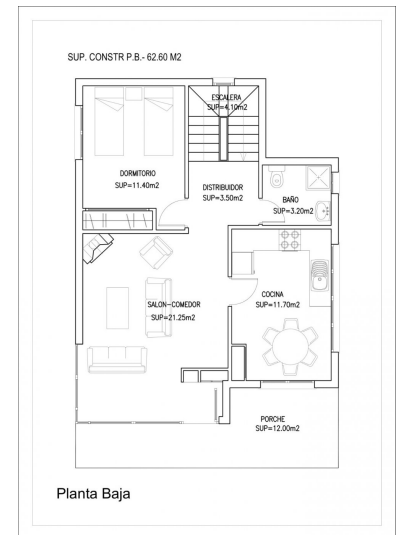 SUP. CONSTR P.B.- 62.60 M2
ESCALERA
SUP=4.10m2
DORMITORIO
SUP=11.40m2
DISTRIBUIDOR
SUP=3.50m2
BAÑO
SUP=3.20m2
SALON-COMEDOR
SUP=21.25m2
COCINA
SUP=11.70m2
PORCHE
SUP=12.00m2
Planta Baja